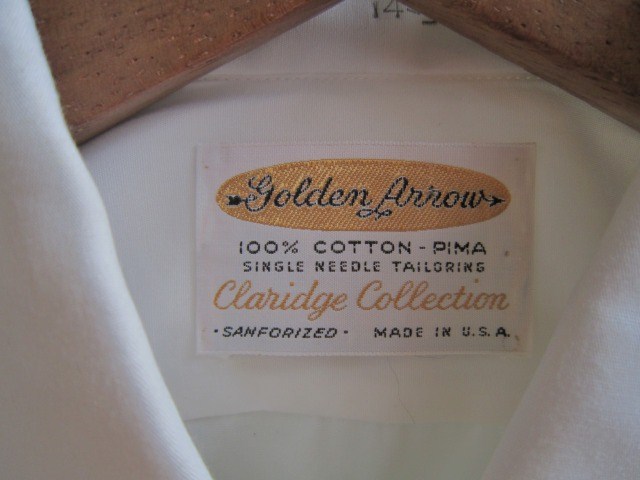 Golden Arrow
100% COTTON - PIMA
SINGLE NEEDLE TAILORING
Claridge Collection
·SANFORIZED· MADE IN U.S.A.